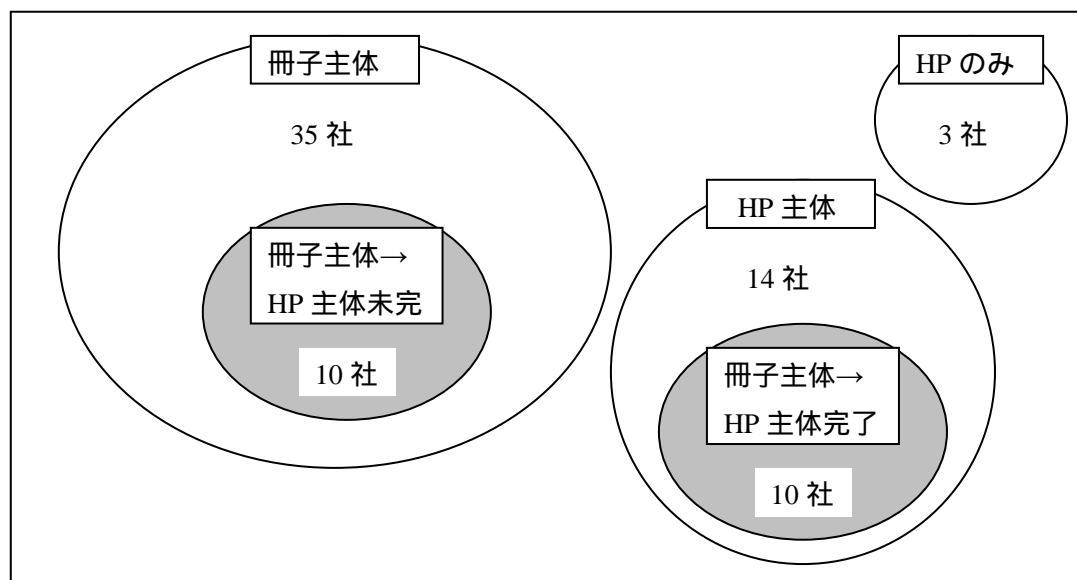 冊子主体
35 社
冊子主体→
HP 主体未完
10 社
HP のみ
3 社
HP 主体
14 社
冊子主体→
HP 主体完了
10 社